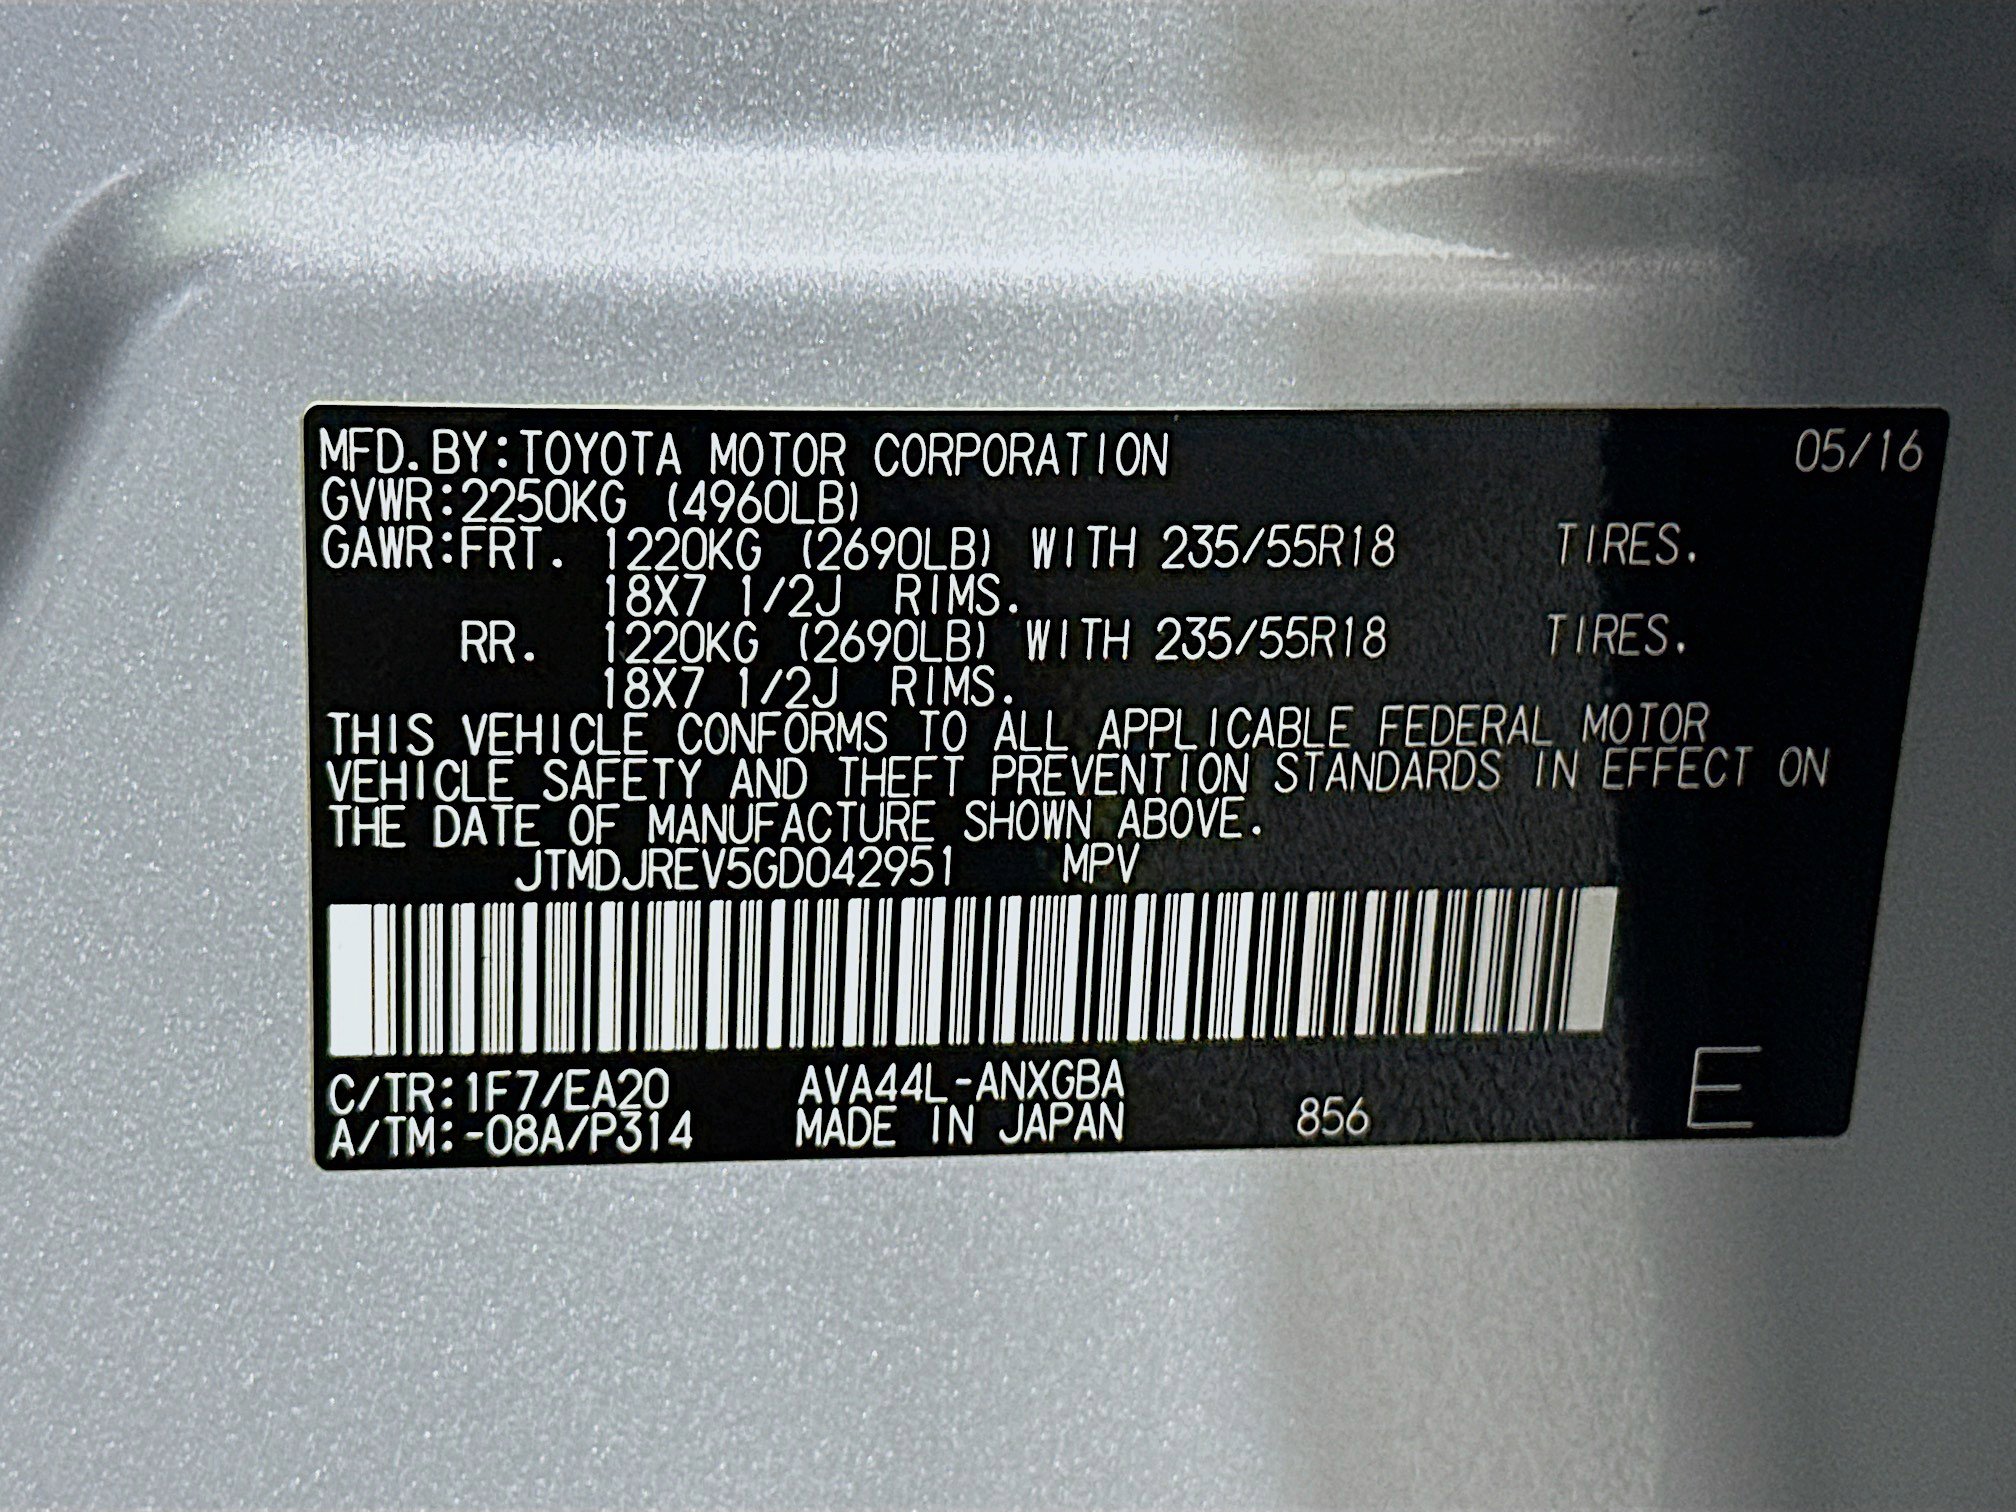 MFD.BY:TOYOTA MOTOR CORPORATION 05/16
GVWR:2250KG (4960LB)
GAWR:FRT. 1220KG (2690LB) WITH 235/55R18 TIRES.
18X7 1/2J RIMS.
RR. 1220KG (2690LB) WITH 235/55R18 TIRES.
18X7 1/2J RIMS.
THIS VEHICLE CONFORMS TO ALL APPLICABLE FEDERAL MOTOR
VEHICLE SAFETY AND THEFT PREVENTION STANDARDS IN EFFECT ON
THE DATE OF MANUFACTURE SHOWN ABOVE.
JTMDJREV5GD042951 MPV
C/TR:1F7/EA20 AVA44L-ANXGBA
A/TM:-08A/P314 MADE IN JAPAN 856 E